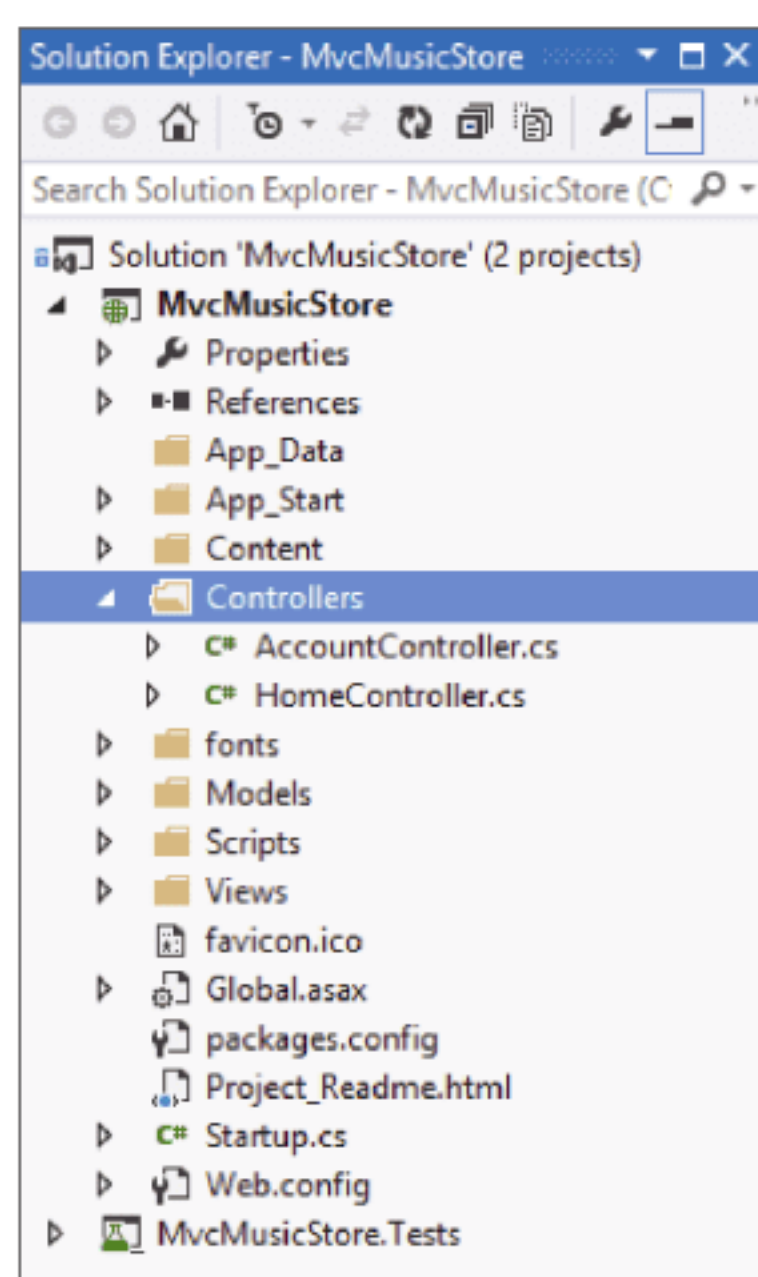 Solution Explorer - MvcMusicStore
Search Solution Explorer - MvcMusicStore (C
Solution 'MvcMusicStore' (2 projects)
MvcMusicStore
Properties
References
App_Data
App_Start
Content
Controllers
C# AccountController.cs
C# HomeController.cs
fonts
Models
Scripts
Views
favicon.ico
Global.asax
packages.config
Project_Readme.html
C# Startup.cs
Web.config
MvcMusicStore.Tests